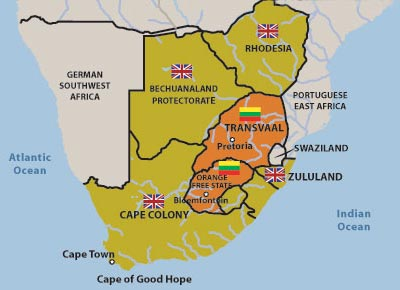 RHODESIA
GERMAN
SOUTHWEST
AFRICA
BECHUANALAND
PROTECTORATE
PORTUGUESE
EAST AFRICA
TRANSVAAL
Pretoria
SWAZILAND
Atlantic
Ocean
ORANGE
FREE STATE
ZULULAND
Bloemfontein
CAPE COLONY
Indian
Ocean
Cape Town
Cape of Good Hope